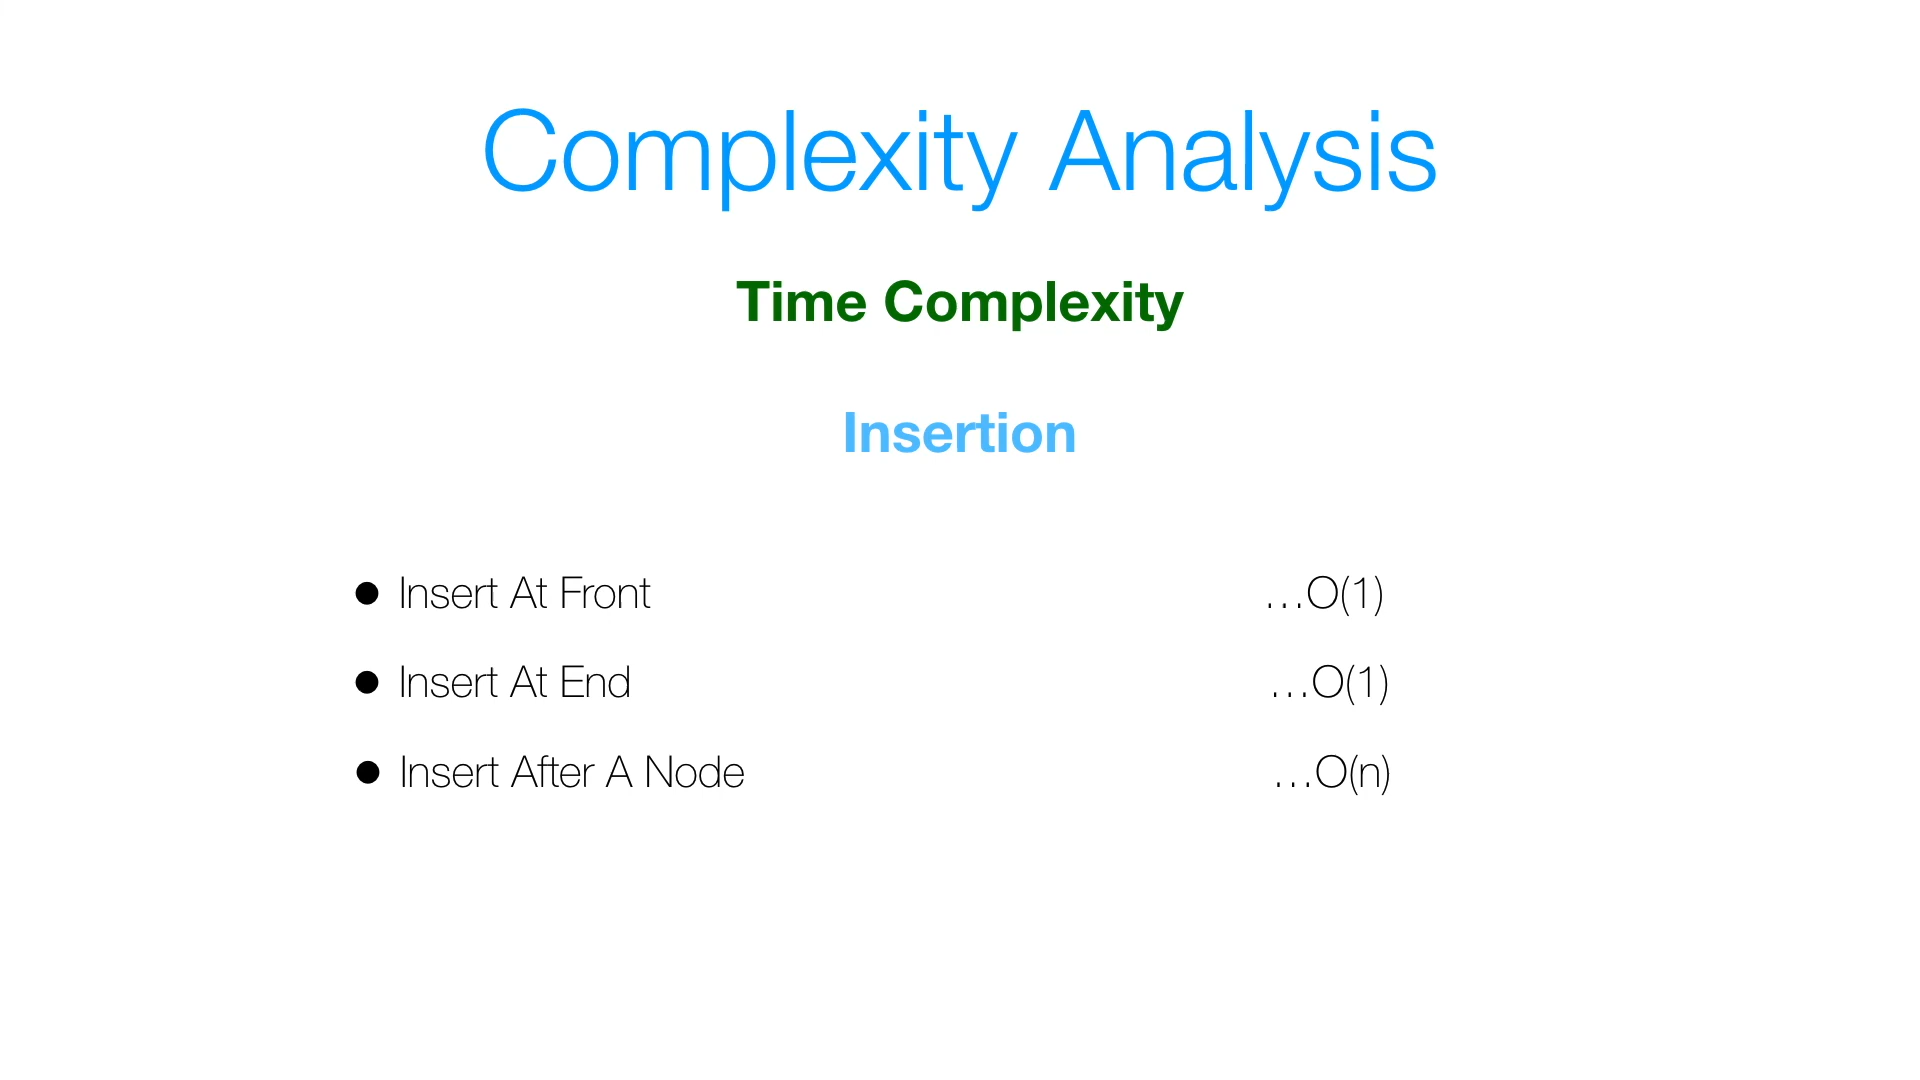 Complexity Analysis
Time Complexity
Insertion
● Insert At Front …O(1)
● Insert At End …O(1)
● Insert After A Node …O(n)